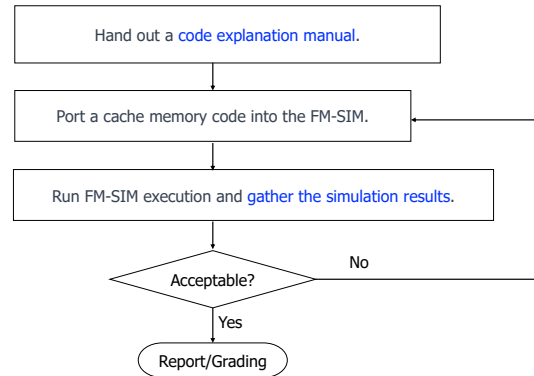 Hand out a code explanation manual.
Port a cache memory code into the FM-SIM.
Run FM-SIM execution and gather the simulation results.
Acceptable?
No
Yes
Report/Grading